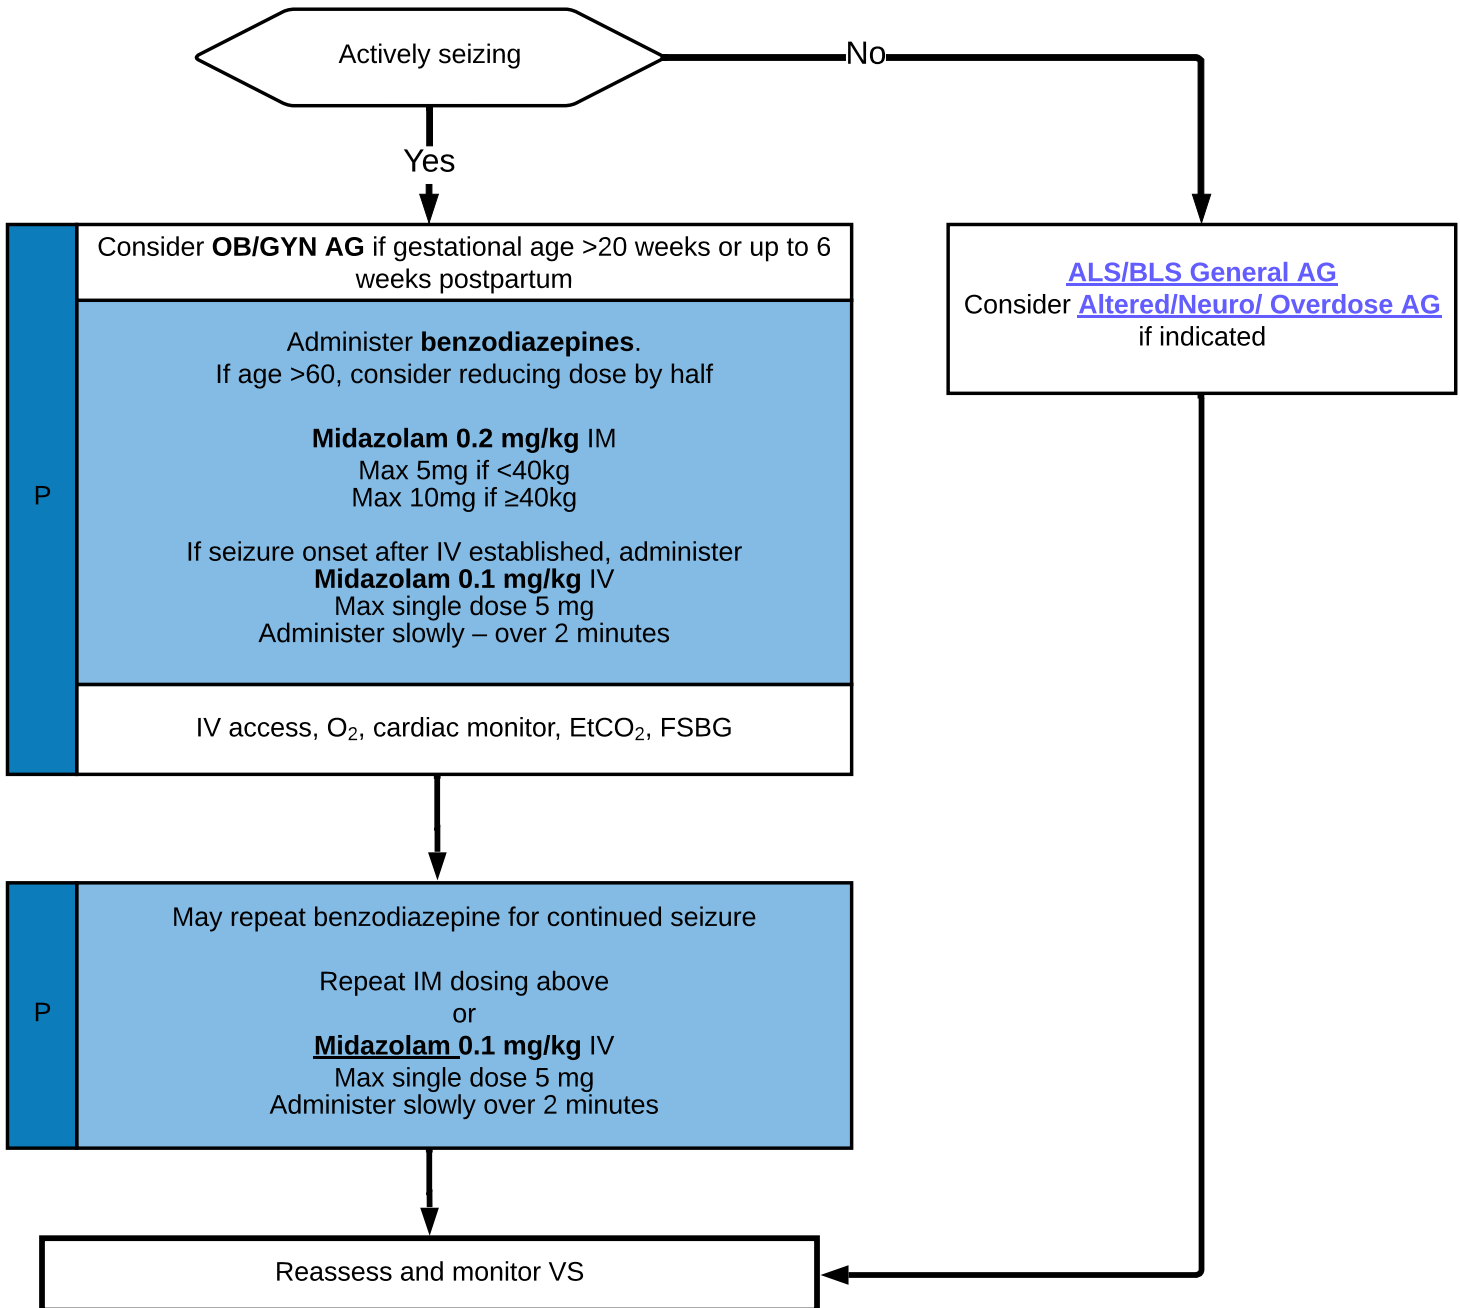 Actively seizing
No
Yes
Consider OB/GYN AG if gestational age >20 weeks or up to 6
weeks postpartum
ALS/BLS General AG
Consider Altered/Neuro/ Overdose AG
if indicated
Administer benzodiazepines.
If age >60, consider reducing dose by half
Midazolam 0.2 mg/kg IM
Max 5mg if <40kg
Max 10mg if ≥40kg
P
If seizure onset after IV established, administer
Midazolam 0.1 mg/kg IV
Max single dose 5 mg
Administer slowly – over 2 minutes
IV access, O₂, cardiac monitor, EtCO₂, FSBG
May repeat benzodiazepine for continued seizure
Repeat IM dosing above
P
or
Midazolam 0.1 mg/kg IV
Max single dose 5 mg
Administer slowly over 2 minutes
Reassess and monitor VS